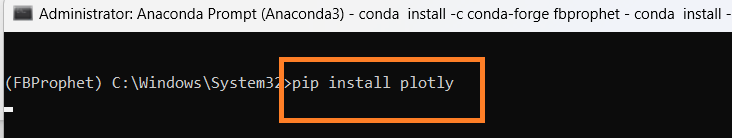 Administrator: Anaconda Prompt (Anaconda3) - conda  install -c conda-forge fbprophet - conda  install -
(FBProphet) C:\Windows\System32>pip install plotly